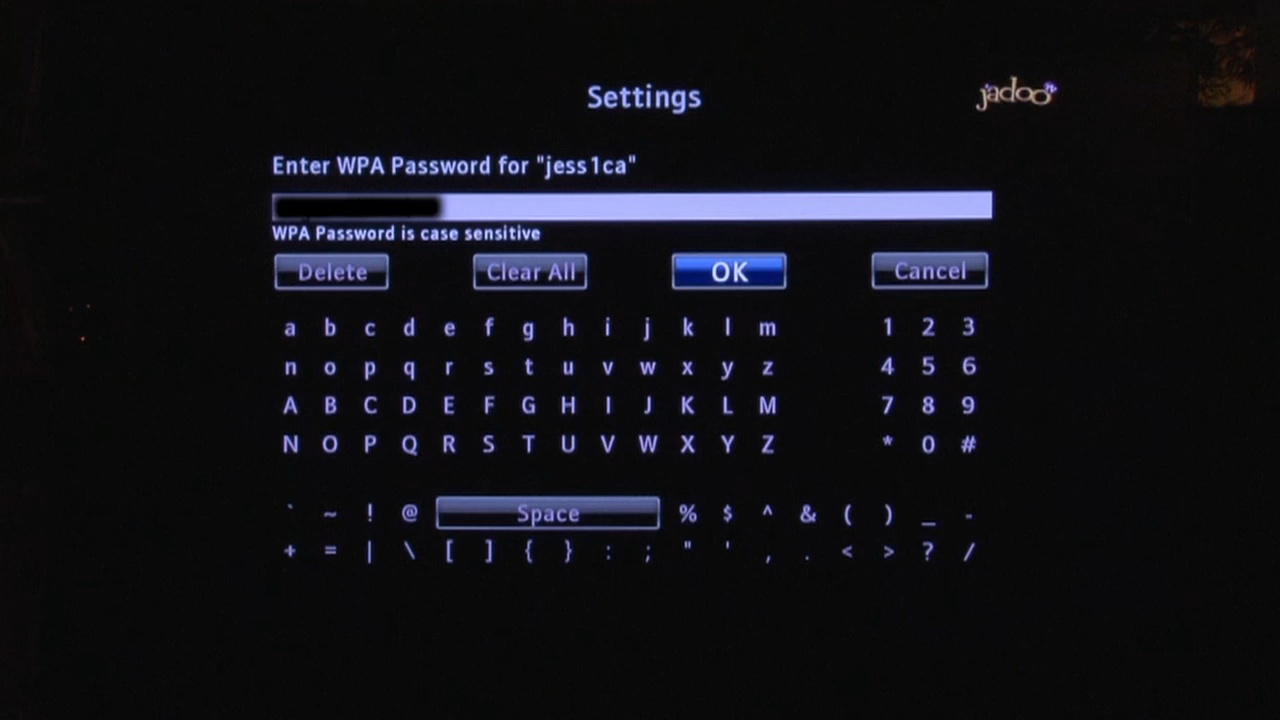 Settings
jadoo
Enter WPA Password for "jess1ca"
WPA Password is case sensitive
Delete Clear All OK Cancel
a b c d e f g h i j k l m 1 2 3
n o p q r s t u v w x y z 4 5 6
A B C D E F G H I J K L M 7 8 9
N O P Q R S T U V W X Y Z * 0 #
` ~ ! @ Space % $ ^ & ( ) _ -
+ = | \ [ ] { } : ; " ' , . < > ? /